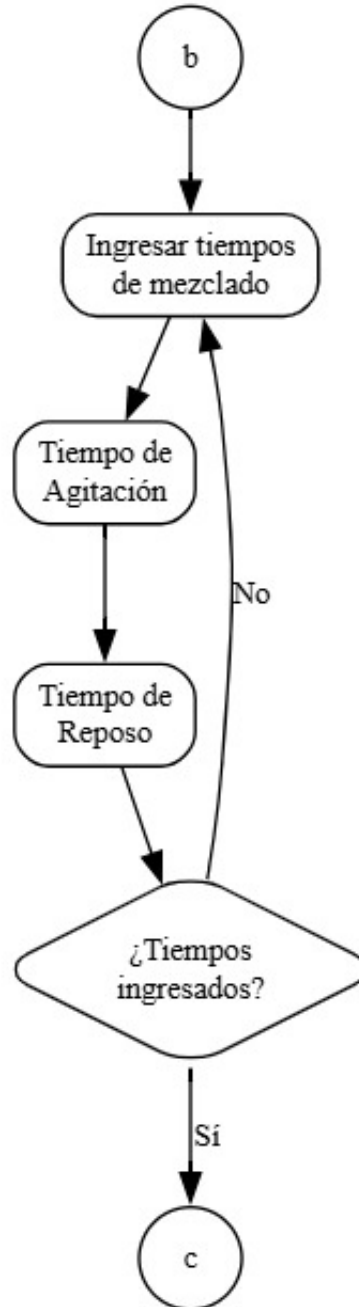 b
Ingresar tiempos
de mezclado
Tiempo de
Agitación
No
Tiempo de
Reposo
¿Tiempos
ingresados?
Sí
c